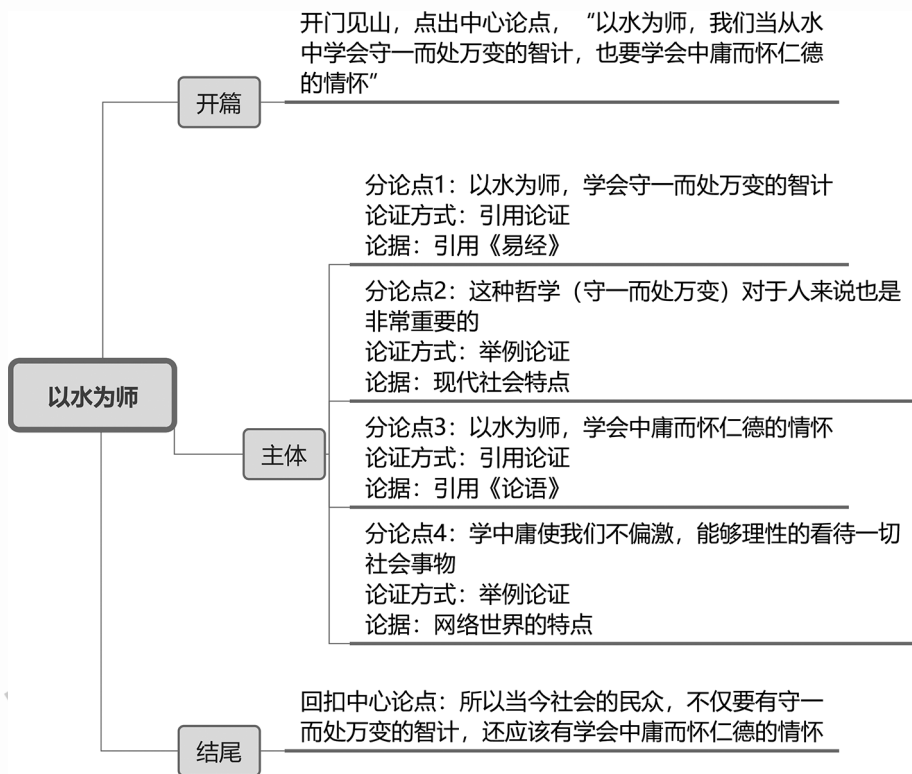 开门见山，点出中心论点，“以水为师，我们当从水
中学会守一而处万变的智计，也要学会中庸而怀仁德
的情怀”
开篇
分论点1：以水为师，学会守一而处万变的智计
论证方式：引用论证
论据：引用《易经》
分论点2：这种哲学（守一而处万变）对于人来说也是
非常重要的
论证方式：举例论证
论据：现代社会特点
以水为师
分论点3：以水为师，学会中庸而怀仁德的情怀
论证方式：引用论证
论据：引用《论语》
主体
分论点4：学中庸使我们不偏激，能够理性的看待一切
社会事物
论证方式：举例论证
论据：网络世界的特点
回扣中心论点：所以当今社会的民众，不仅要有守一
而处万变的智计，还应该有学会中庸而怀仁德的情怀
结尾